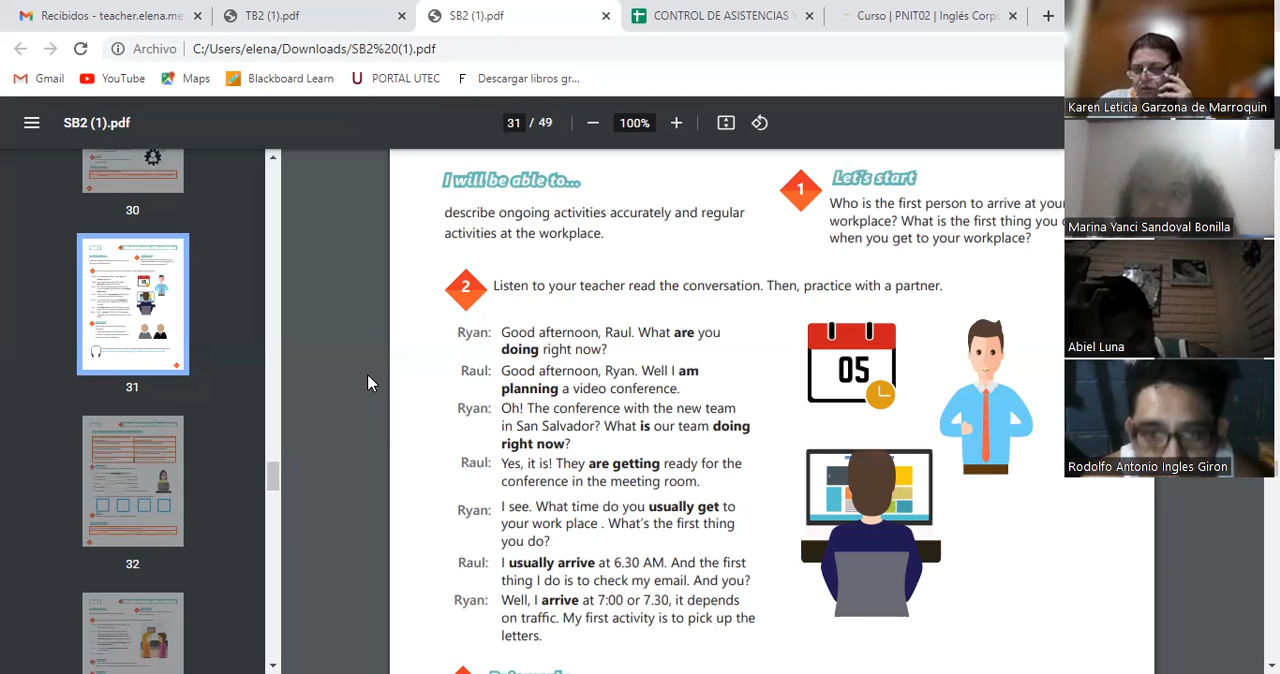 Recibidos - teacher.elena.me
TB2 (1).pdf
SB2 (1).pdf
CONTROL DE ASISTENCIAS Y
Curso | PNIT02 | Inglés Corpo
Archivo
C:/Users/elena/Downloads/SB2%20(1).pdf
Gmail
YouTube
Maps
Blackboard Learn
U PORTAL UTEC
F Descargar libros gr...
SB2 (1).pdf
31 / 49
100%
30
31
32
I will be able to...
describe ongoing activities accurately and regular
activities at the workplace.
1 Let's start
Who is the first person to arrive at your
workplace? What is the first thing you
when you get to your workplace?
2 Listen to your teacher read the conversation. Then, practice with a partner.
Ryan: Good afternoon, Raul. What are you
doing right now?
Raul: Good afternoon, Ryan. Well I am
planning a video conference.
Ryan: Oh! The conference with the new team
in San Salvador? What is our team doing
right now?
Raul: Yes, it is! They are getting ready for the
conference in the meeting room.
Ryan: I see. What time do you usually get to
your work place . What's the first thing
you do?
Raul: I usually arrive at 6.30 AM. And the first
thing I do is to check my email. And you?
Ryan: Well, I arrive at 7:00 or 7.30, it depends
on traffic. My first activity is to pick up the
letters.
05
Karen Leticia Garzona de Marroquin
Marina Yanci Sandoval Bonilla
Abiel Luna
Rodolfo Antonio Ingles Giron